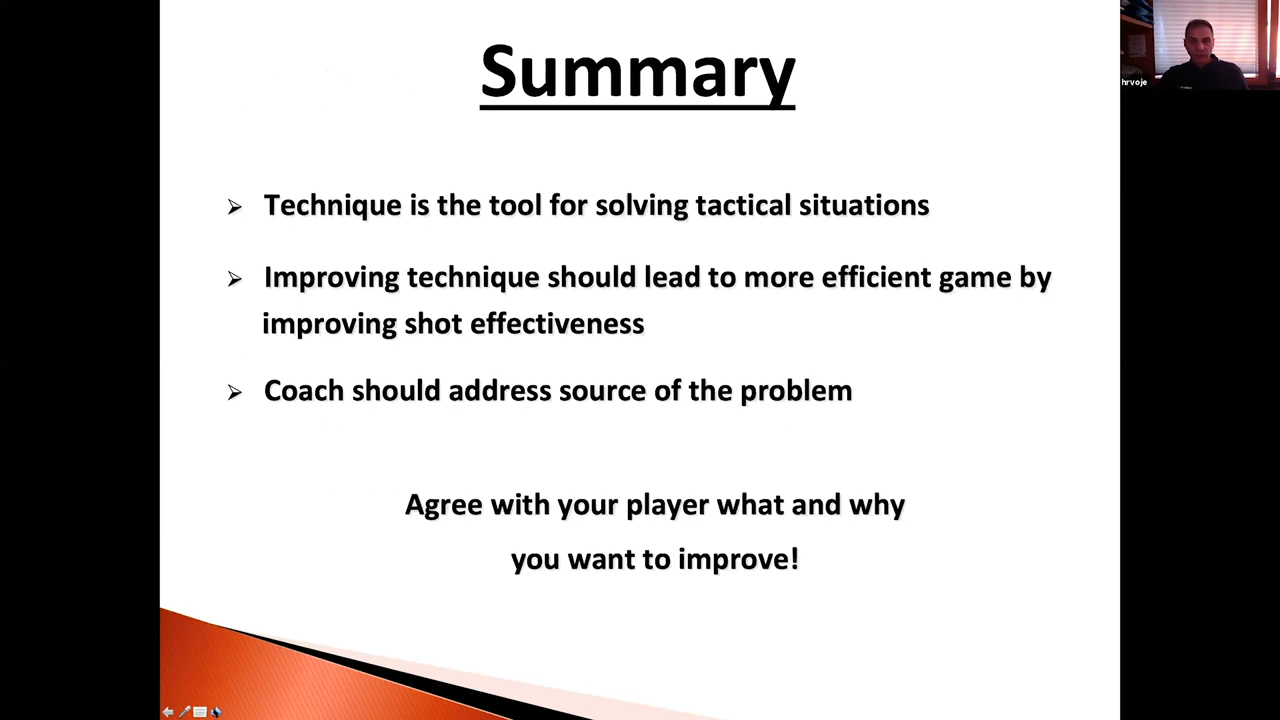 Summary
hrvoje
Technique is the tool for solving tactical situations
Improving technique should lead to more efficient game by
improving shot effectiveness
Coach should address source of the problem
Agree with your player what and why
you want to improve!